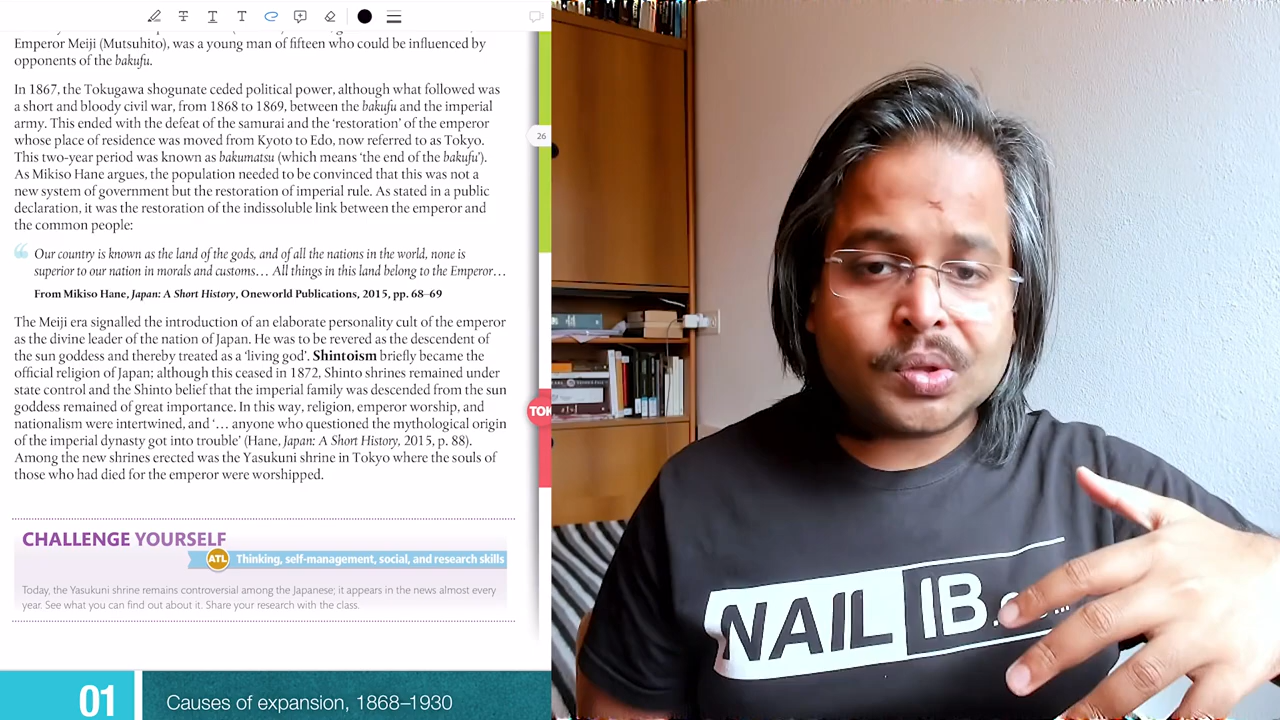 Emperor Meiji (Mutsuhito), was a young man of fifteen who could be influenced by
opponents of the bakufu.
In 1867, the Tokugawa shogunate ceded political power, although what followed was
a short and bloody civil war, from 1868 to 1869, between the bakufu and the imperial
army. This ended with the defeat of the samurai and the ‘restoration’ of the emperor
whose place of residence was moved from Kyoto to Edo, now referred to as Tokyo.
This two-year period was known as bakumatsu (which means ‘the end of the bakufu’).
As Mikiso Hane argues, the population needed to be convinced that this was not a
new system of government but the restoration of imperial rule. As stated in a public
declaration, it was the restoration of the indissoluble link between the emperor and
the common people:
Our country is known as the land of the gods, and of all the nations in the world, none is
superior to our nation in morals and customs… All things in this land belong to the Emperor…
From Mikiso Hane, Japan: A Short History, Oneworld Publications, 2015, pp. 68–69
The Meiji era signalled the introduction of an elaborate personality cult of the emperor
as the divine leader of the nation of Japan. He was to be revered as the descendent of
the sun goddess and thereby treated as a ‘living god’. Shintoism briefly became the
official religion of Japan; although this ceased in 1872, Shinto shrines remained under
state control and the Shinto belief that the imperial family was descended from the sun
goddess remained of great importance. In this way, religion, emperor worship, and
nationalism were intertwined, and ‘… anyone who questioned the mythological origin
of the imperial dynasty got into trouble’ (Hane, Japan: A Short History, 2015, p. 88).
Among the new shrines erected was the Yasukuni shrine in Tokyo where the souls of
those who had died for the emperor were worshipped.
26
TOK
CHALLENGE YOURSELF
ATL Thinking, self-management, social, and research skills
Today, the Yasukuni shrine remains controversial among the Japanese; it appears in the news almost every
year. See what you can find out about it. Share your research with the class.
01 Causes of expansion, 1868–1930
NAIL IB